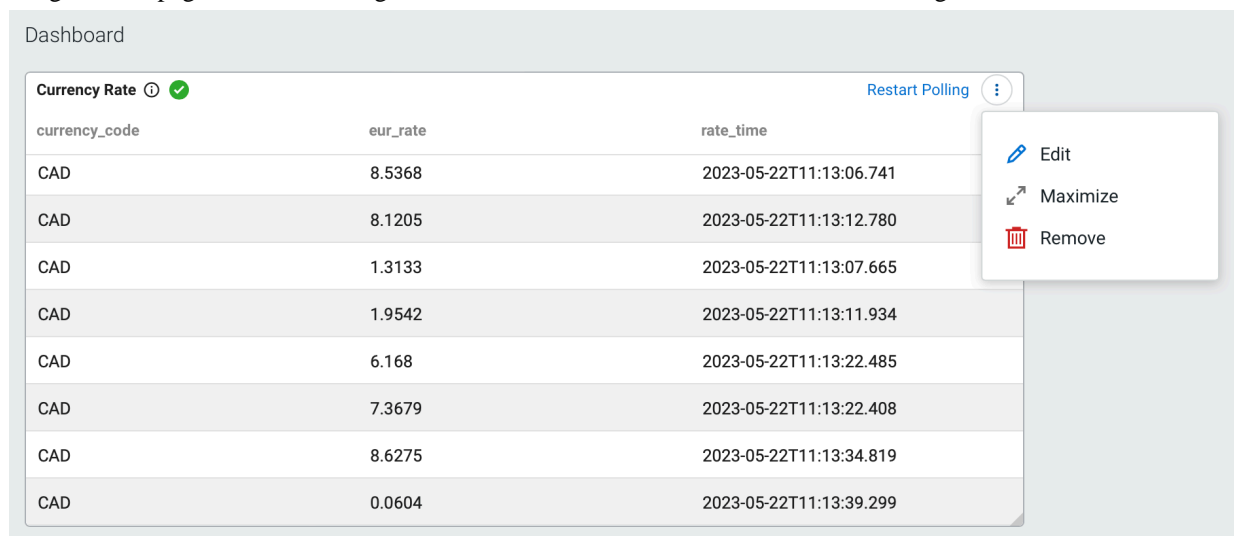 Dashboard
Currency Rate
Restart Polling
currency_code eur_rate rate_time
CAD 8.5368 2023-05-22T11:13:06.741
Edit
CAD 8.1205 2023-05-22T11:13:12.780
Maximize
CAD 1.3133 2023-05-22T11:13:07.665
Remove
CAD 1.9542 2023-05-22T11:13:11.934
CAD 6.168 2023-05-22T11:13:22.485
CAD 7.3679 2023-05-22T11:13:22.408
CAD 8.6275 2023-05-22T11:13:34.819
CAD 0.0604 2023-05-22T11:13:39.299